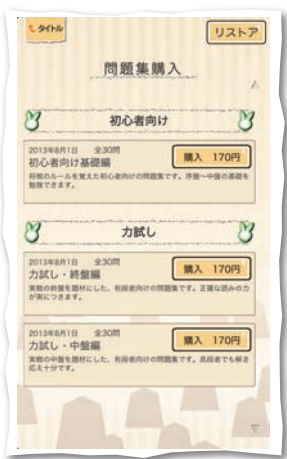 タイトル
リストア
問題集購入
初心者向け
2013年8月1日 全30問
初心者向け基礎編
購入 170円
将棋のルールを覚えた初心者向けの問題集です。序盤〜中盤の基礎を
勉強できます。
力試し
2013年8月1日 全30問
力試し・終盤編
購入 170円
実戦の終盤を題材にした、有段者向けの問題集です。正確な読みの力
が実につきます。
2013年8月1日 全30問
力試し・中盤編
購入 170円
実戦の中盤を題材にした、有段者向けの問題集です。高段者でも解き
応え十分です。